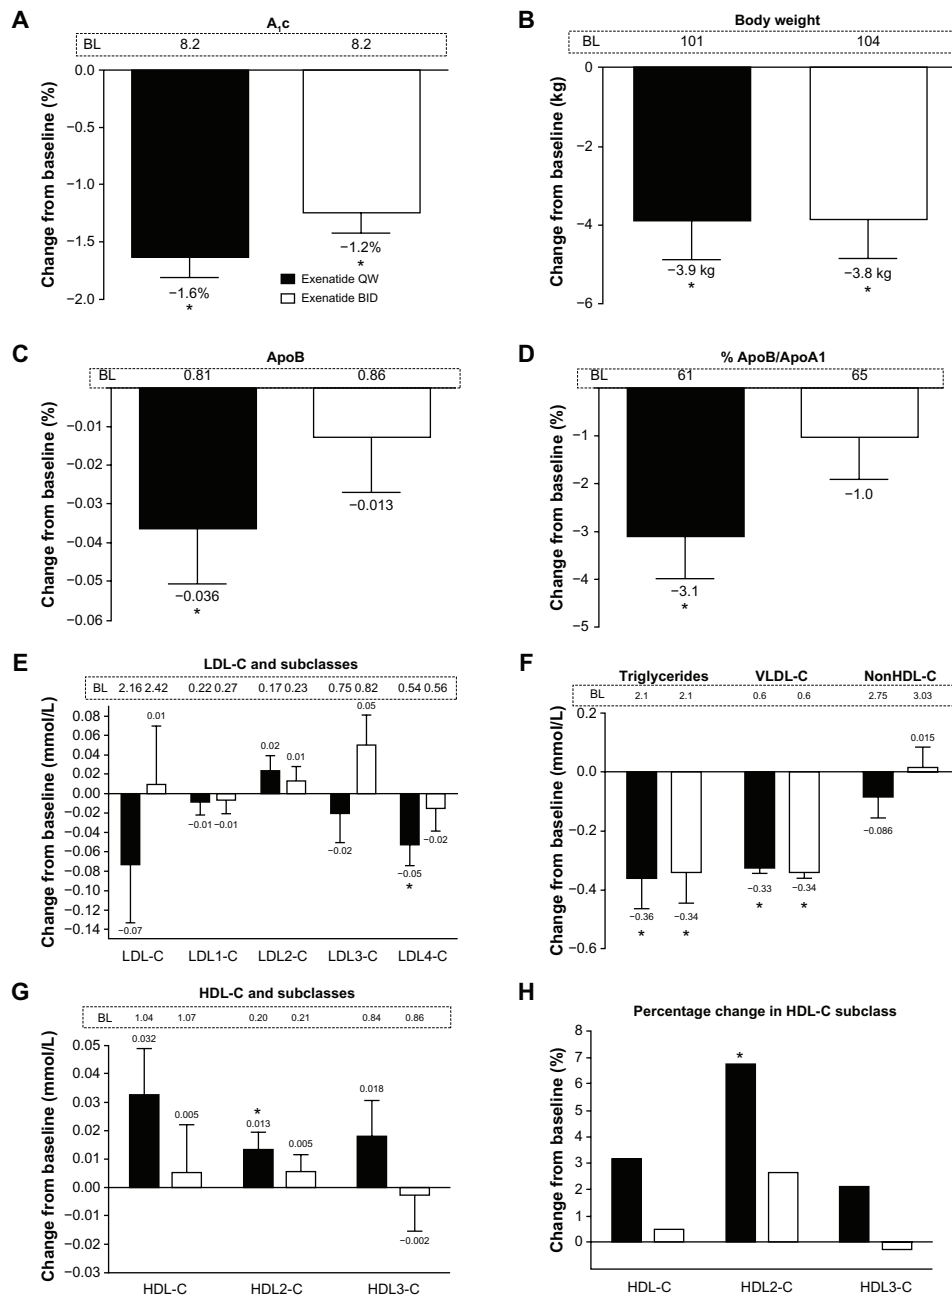 A
A1c
BL 8.2 8.2
Change from baseline (%)
0.0
−0.5
−1.0
−1.5
−2.0
−1.6%
*
−1.2%
*
Exenatide QW
Exenatide BID
B
Body weight
BL 101 104
Change from baseline (kg)
0
−2
−4
−6
−3.9 kg
*
−3.8 kg
*
C
ApoB
BL 0.81 0.86
Change from baseline (%)
−0.01
−0.02
−0.03
−0.04
−0.05
−0.06
−0.036
*
−0.013
D
% ApoB/ApoA1
BL 61 65
Change from baseline (%)
−1
−2
−3
−4
−5
−3.1
*
−1.0
E
LDL-C and subclasses
BL 2.16 2.42 0.22 0.27 0.17 0.23 0.75 0.82 0.54 0.56
Change from baseline (mmol/L)
0.08
0.06
0.04
0.02
0.00
−0.02
−0.04
−0.06
−0.08
−0.10
−0.12
−0.14
−0.07
0.01
−0.01
−0.01
0.02
0.01
−0.02
0.05
−0.05
*
−0.02
LDL-C LDL1-C LDL2-C LDL3-C LDL4-C
F
Triglycerides VLDL-C NonHDL-C
BL 2.1 2.1 0.6 0.6 2.75 3.03
Change from baseline (mmol/L)
0.2
0.0
−0.2
−0.4
−0.6
−0.36
*
−0.34
*
−0.33
*
−0.34
*
−0.086
0.015
G
HDL-C and subclasses
BL 1.04 1.07 0.20 0.21 0.84 0.86
Change from baseline (mmol/L)
0.05
0.04
0.03
0.02
0.01
0.00
−0.01
−0.02
−0.03
0.032
0.005
*
0.013
0.005
0.018
−0.002
HDL-C HDL2-C HDL3-C
H
Percentage change in HDL-C subclass
Change from baseline (%)
8
7
6
5
4
3
2
1
0
*
HDL-C HDL2-C HDL3-C